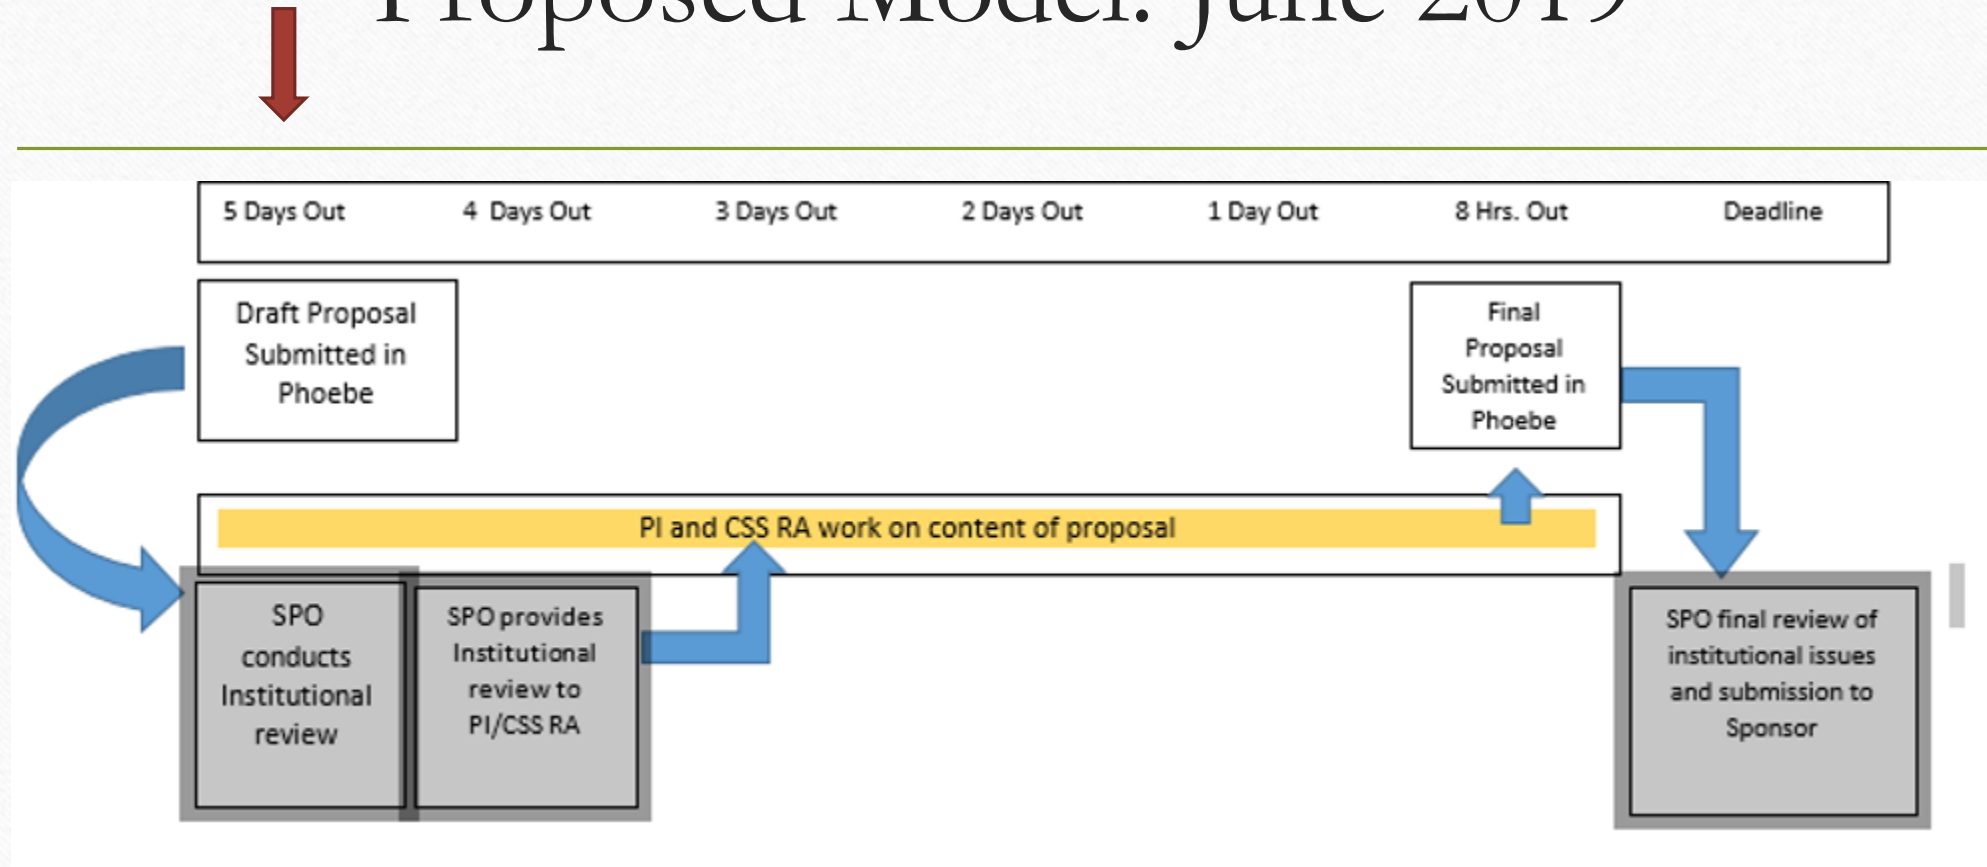 Proposed Model: June 2019
5 Days Out 4 Days Out 3 Days Out 2 Days Out 1 Day Out 8 Hrs. Out Deadline
Draft Proposal
Submitted in
Phoebe
Final
Proposal
Submitted in
Phoebe
PI and CSS RA work on content of proposal
SPO
conducts
Institutional
review
SPO provides
Institutional
review to
PI/CSS RA
SPO final review of
institutional issues
and submission to
Sponsor